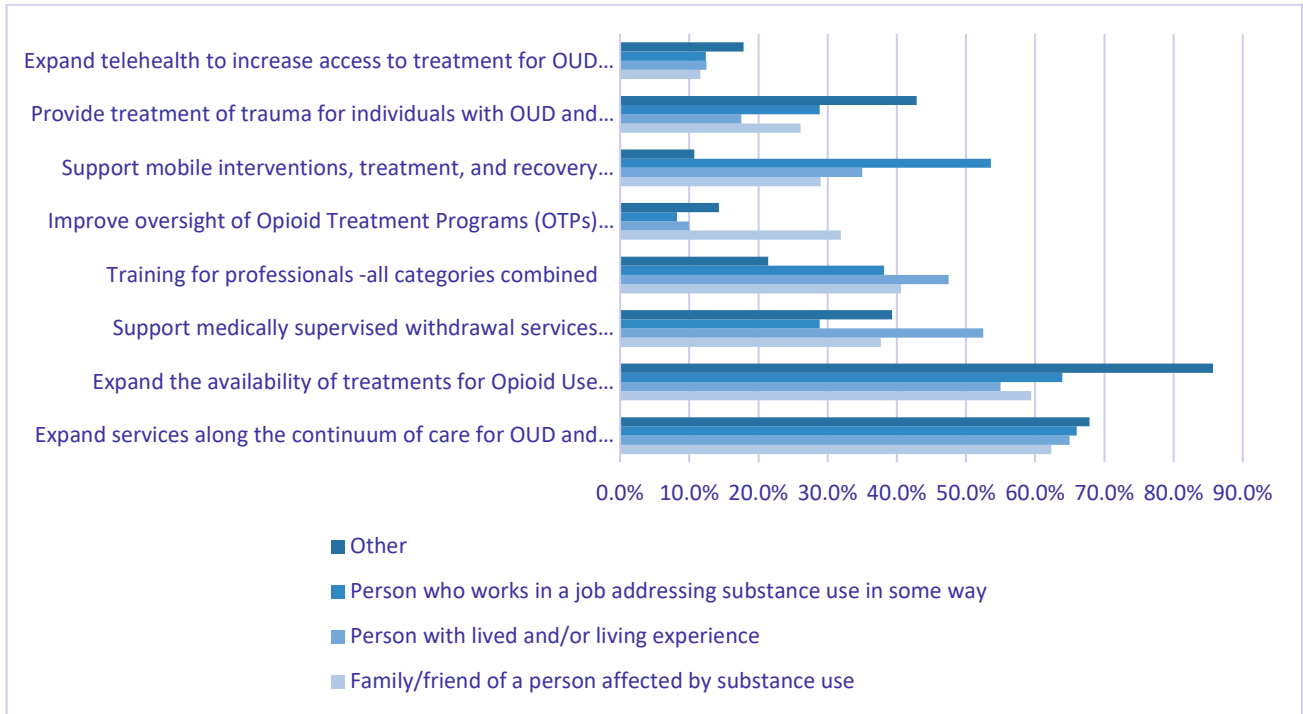 Expand telehealth to increase access to treatment for OUD...
Provide treatment of trauma for individuals with OUD and...
Support mobile interventions, treatment, and recovery...
Improve oversight of Opioid Treatment Programs (OTPs)...
Training for professionals -all categories combined
Support medically supervised withdrawal services...
Expand the availability of treatments for Opioid Use...
Expand services along the continuum of care for OUD and...
0.0% 10.0% 20.0% 30.0% 40.0% 50.0% 60.0% 70.0% 80.0% 90.0%
Other
Person who works in a job addressing substance use in some way
Person with lived and/or living experience
Family/friend of a person affected by substance use